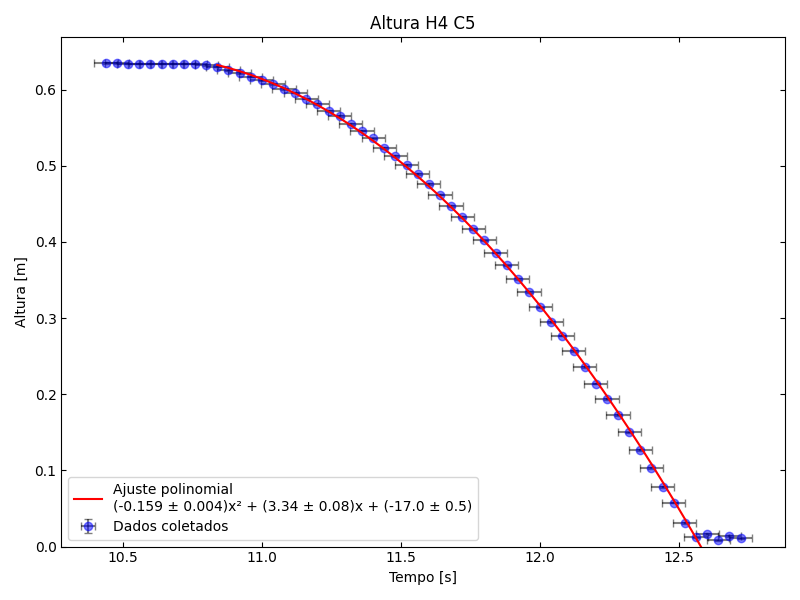 Altura H4 C5
Altura [m]
0.6
0.5
0.4
0.3
0.2
0.1
0.0
Ajuste polinomial
(-0.159 ± 0.004)x² + (3.34 ± 0.08)x + (-17.0 ± 0.5)
Dados coletados
10.5 11.0 11.5 12.0 12.5
Tempo [s]